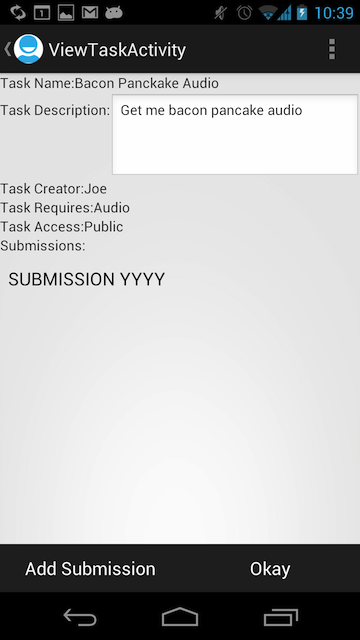 10:39
ViewTaskActivity
Task Name:Bacon Panckake Audio
Task Description: Get me bacon pancake audio
Task Creator:Joe
Task Requires:Audio
Task Access:Public
Submissions:
SUBMISSION YYYY
Add Submission Okay